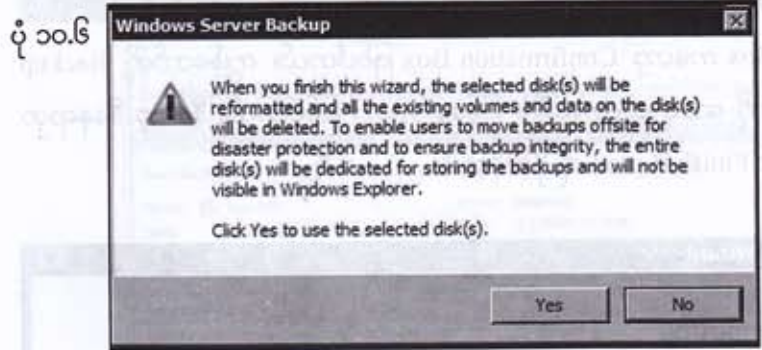 ပုံ ၁၀.၆
Windows Server Backup
When you finish this wizard, the selected disk(s) will be
reformatted and all the existing volumes and data on the disk(s)
will be deleted. To enable users to move backups offsite for
disaster protection and to ensure backup integrity, the entire
disk(s) will be dedicated for storing the backups and will not be
visible in Windows Explorer.
Click Yes to use the selected disk(s).
Yes No